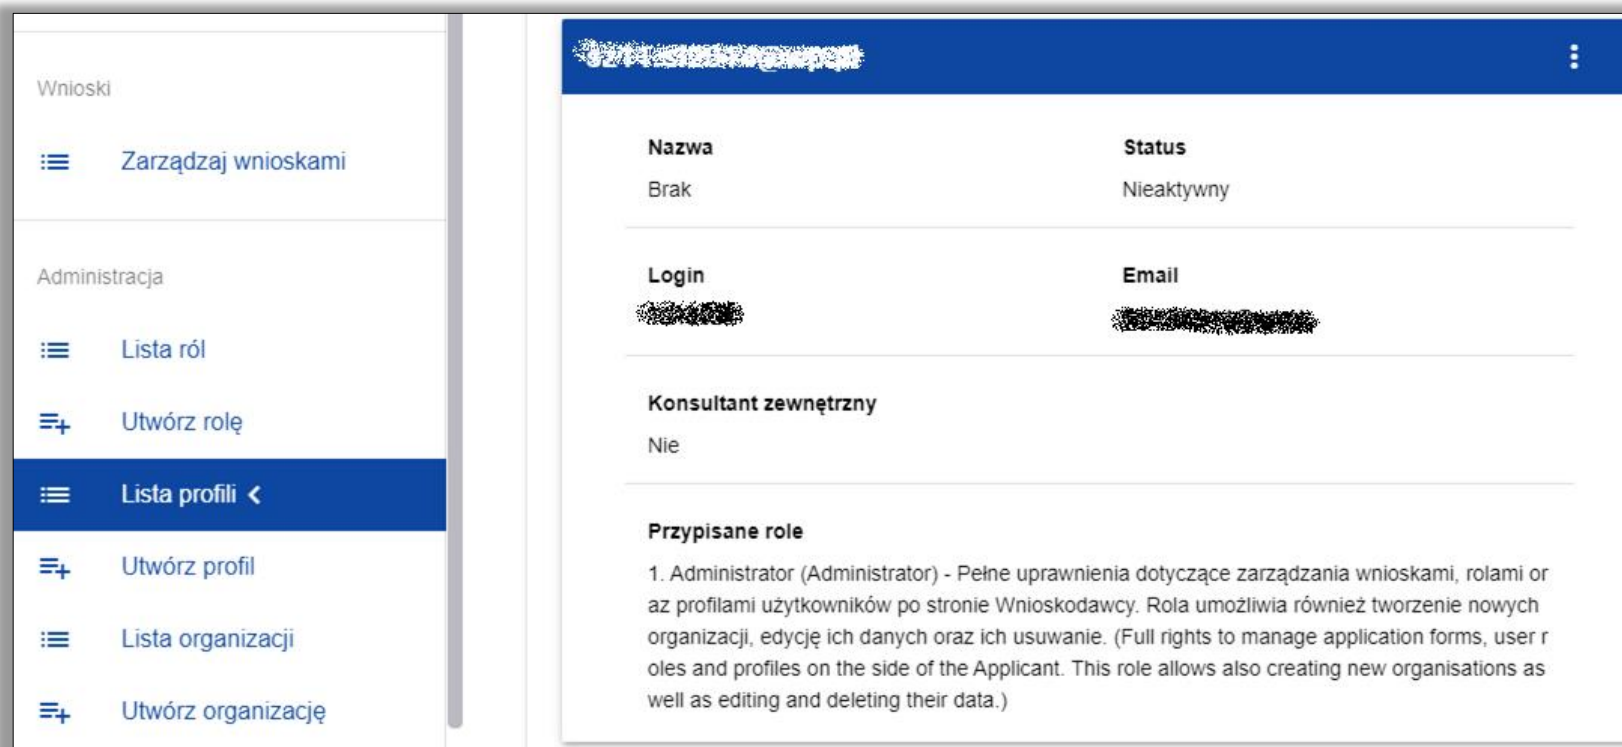 Wnioski
Zarządzaj wnioskami
Administracja
Lista ról
Utwórz rolę
Lista profili
Utwórz profil
Lista organizacji
Utwórz organizację
Nazwa
Status
Brak
Nieaktywny
Login
Email
Konsultant zewnętrzny
Nie
Przypisane role
1. Administrator (Administrator) - Pełne uprawnienia dotyczące zarządzania wnioskami, rolami or
az profilami użytkowników po stronie Wnioskodawcy. Rola umożliwia również tworzenie nowych
organizacji, edycję ich danych oraz ich usuwanie. (Full rights to manage application forms, user r
oles and profiles on the side of the Applicant. This role allows also creating new organisations as
well as editing and deleting their data.)